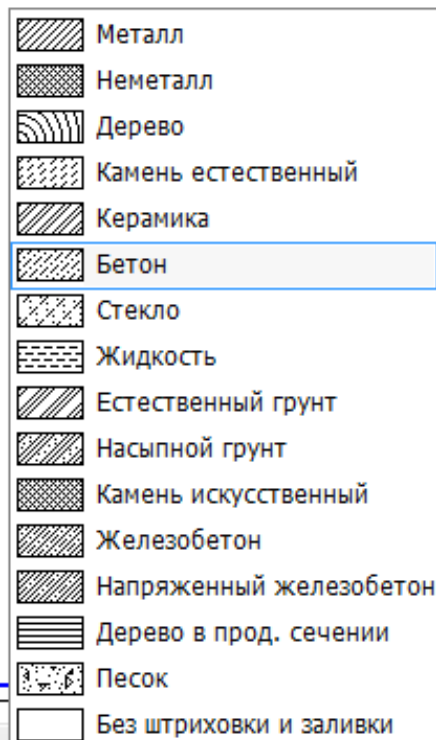 Металл
Неметалл
Дерево
Камень естественный
Керамика
Бетон
Стекло
Жидкость
Естественный грунт
Насыпной грунт
Камень искусственный
Железобетон
Напряженный железобетон
Дерево в прод. сечении
Песок
Без штриховки и заливки